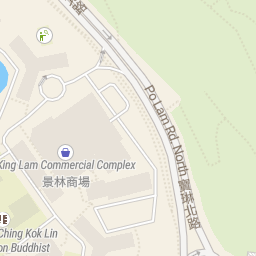 Po Lam Rd. North 寶琳北路
King Lam Commercial Complex
景林商場
Ching Kok Lin
on Buddhist